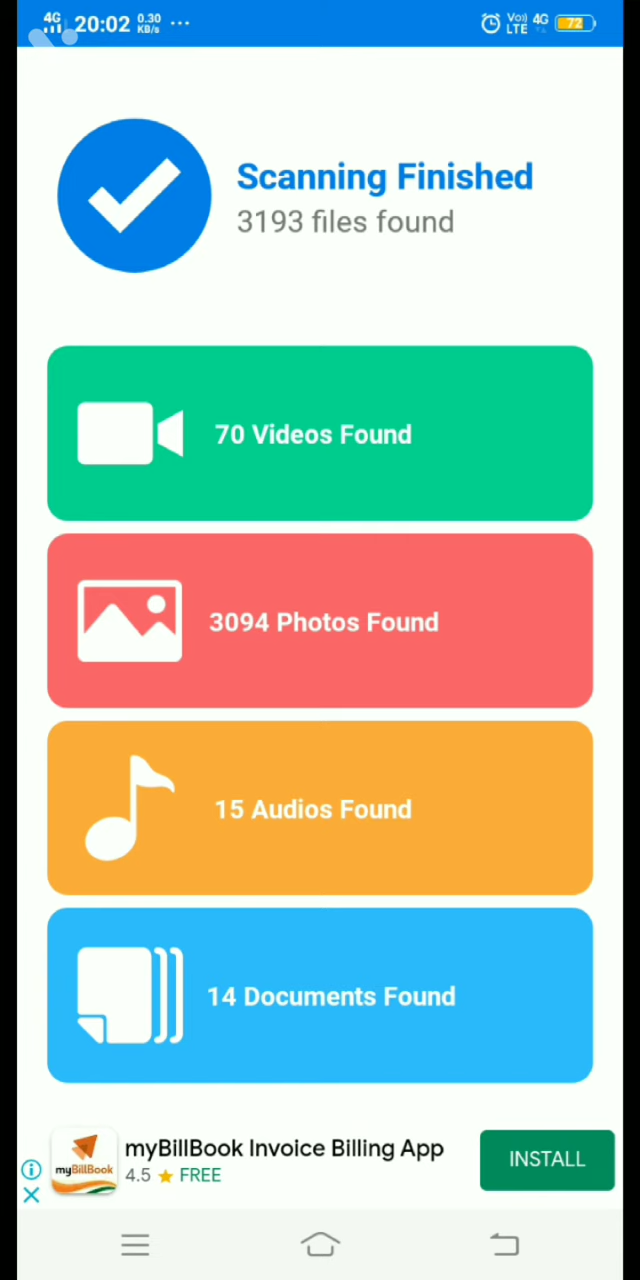 4G 20:02 0.30 KB/s ... Vo)) LTE 4G 72
Scanning Finished
3193 files found
70 Videos Found
3094 Photos Found
15 Audios Found
14 Documents Found
myBillBook Invoice Billing App
myBillBook
4.5 ★ FREE
INSTALL